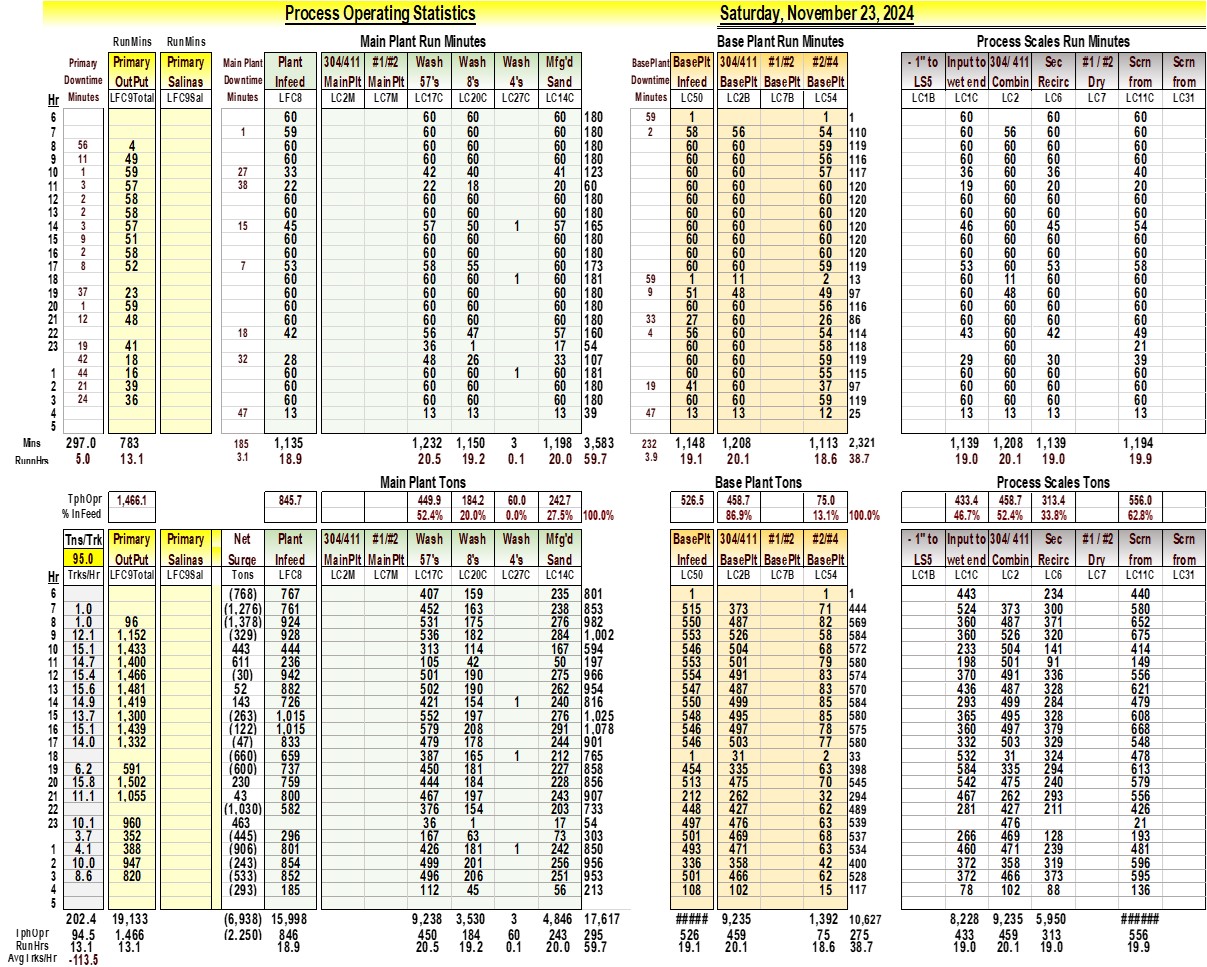 Process Operating Statistics Saturday, November 23, 2024
RunMins RunMins Main Plant Run Minutes Base Plant Run Minutes Process Scales Run Minutes
Primary Primary Primary Main Plant Plant 304/411 #1/#2 Wash Wash Wash Mfg'd BasePlant BasePlt 304/411 #1/#2 #2/#4 - 1" to Input to 304/ 411 Sec #1 / #2 Scrn Scrn
Downtime OutPut Salinas Downtime Infeed MainPlt MainPlt 57's 8's 4's Sand Downtime Infeed BasePlt BasePlt BasePlt LS5 wet end Combin Recirc Dry from from
Hr Minutes LFC9Total LFC9Sal Minutes LFC8 LC2M LC7M LC17C LC20C LC27C LC14C Minutes LC50 LC2B LC7B LC54 LC1B LC1C LC2 LC6 LC7 LC11C LC31
6 60 60 60 60 180 59 1 1 1 60 60 60
7 1 59 60 60 60 180 2 58 56 54 110 60 56 60 60
8 56 4 60 60 60 60 180 60 60 59 119 60 60 60 60
9 11 49 60 60 60 60 180 60 60 56 116 60 60 60 60
10 1 59 27 33 42 40 41 123 60 60 57 117 36 60 36 40
11 3 57 38 22 22 18 20 60 60 60 60 120 19 60 20 20
12 2 58 60 60 60 60 180 60 60 60 120 60 60 60 60
13 2 58 60 60 60 60 180 60 60 60 120 60 60 60 60
14 3 57 15 45 57 50 1 57 165 60 60 60 120 46 60 45 54
15 9 51 60 60 60 60 180 60 60 60 120 60 60 60 60
16 2 58 60 60 60 60 180 60 60 60 120 60 60 60 60
17 8 52 7 53 58 55 60 173 60 60 59 119 53 60 53 58
18 60 60 60 1 60 181 59 1 11 2 13 60 11 60 60
19 37 23 60 60 60 60 180 9 51 48 49 97 60 48 60 60
20 1 59 60 60 60 60 180 60 60 56 116 60 60 60 60
21 12 48 60 60 60 60 180 33 27 60 26 86 60 60 60 60
22 18 42 56 47 57 160 4 56 60 54 114 43 60 42 49
23 19 41 36 1 17 54 60 60 58 118 60 21
42 18 32 28 48 26 33 107 60 60 59 119 29 60 30 39
1 44 16 60 60 60 1 60 181 60 60 55 115 60 60 60 60
2 21 39 60 60 60 60 180 19 41 60 37 97 60 60 60 60
3 24 36 60 60 60 60 180 60 60 59 119 60 60 60 60
4 47 13 13 13 13 39 47 13 13 12 25 13 13 13 13
5
Mins 297.0 783 185 1,135 1,232 1,150 3 1,198 3,583 232 1,148 1,208 1,113 2,321 1,139 1,208 1,139 1,194
RunnHrs 5.0 13.1 3.1 18.9 20.5 19.2 0.1 20.0 59.7 3.9 19.1 20.1 18.6 38.7 19.0 20.1 19.0 19.9
Main Plant Tons Base Plant Tons Process Scales Tons
TphOpr 1,466.1 845.7 449.9 184.2 60.0 242.7 526.5 458.7 75.0 433.4 458.7 313.4 556.0
% InFeed 52.4% 20.0% 0.0% 27.5% 100.0% 86.9% 13.1% 100.0% 46.7% 52.4% 33.8% 62.8%
Tns/Trk Primary Primary Net Plant 304/411 #1/#2 Wash Wash Wash Mfg'd BasePlt 304/411 #1/#2 #2/#4 - 1" to Input to 304/ 411 Sec #1 / #2 Scrn Scrn
95.0 OutPut Salinas Surge Infeed MainPlt MainPlt 57's 8's 4's Sand Infeed BasePlt BasePlt BasePlt LS5 wet end Combin Recirc Dry from from
Hr Trks/Hr LFC9Total LFC9Sal Tons LFC8 LC2M LC7M LC17C LC20C LC27C LC14C LC50 LC2B LC7B LC54 LC1B LC1C LC2 LC6 LC7 LC11C LC31
6 (768) 767 407 159 235 801 1 1 1 443 234 440
7 1.0 (1,276) 761 452 163 238 853 515 373 71 444 524 373 300 580
8 1.0 96 (1,378) 924 531 175 276 982 550 487 82 569 360 487 371 652
9 12.1 1,152 (329) 928 536 182 284 1,002 553 526 58 584 360 526 320 675
10 15.1 1,433 443 444 313 114 167 594 546 504 68 572 233 504 141 414
11 14.7 1,400 611 236 105 42 50 197 553 501 79 580 198 501 91 149
12 15.4 1,466 (30) 942 501 190 275 966 554 491 83 574 370 491 336 556
13 15.6 1,481 52 882 502 190 262 954 547 487 83 570 436 487 328 621
14 14.9 1,419 143 726 421 154 1 240 816 550 499 85 584 293 499 284 479
15 13.7 1,300 (263) 1,015 552 197 276 1,025 548 495 85 580 365 495 328 608
16 15.1 1,439 (122) 1,015 579 208 291 1,078 546 497 78 575 360 497 379 668
17 14.0 1,332 (47) 833 479 178 244 901 546 503 77 580 332 503 329 548
18 (660) 659 387 165 1 212 765 1 31 2 33 532 31 324 478
19 6.2 591 (600) 737 450 181 227 858 454 335 63 398 584 335 294 613
20 15.8 1,502 230 759 444 184 228 856 513 475 70 545 542 475 240 579
21 11.1 1,055 43 800 467 197 243 907 212 262 32 294 467 262 293 556
22 (1,030) 582 376 154 203 733 448 427 62 489 281 427 211 426
23 10.1 960 463 36 1 17 54 497 476 63 539 476 21
3.7 352 (445) 296 167 63 73 303 501 469 68 537 266 469 128 193
1 4.1 388 (906) 801 426 181 1 242 850 493 471 63 534 460 471 239 481
2 10.0 947 (243) 854 499 201 256 956 336 358 42 400 372 358 319 596
3 8.6 820 (533) 852 496 206 251 953 501 466 62 528 372 466 373 595
4 (293) 185 112 45 56 213 108 102 15 117 78 102 88 136
5
202.4 19,133 (6,938) 15,998 9,238 3,530 3 4,846 17,617 ##### 9,235 1,392 10,627 8,228 9,235 5,950 ######
TphOpr 94.5 1,466 (2,250) 846 450 184 60 243 295 526 459 75 275 433 459 313 556
RunHrs 13.1 13.1 18.9 20.5 19.2 0.1 20.0 59.7 19.1 20.1 18.6 38.7 19.0 20.1 19.0 19.9
AvgTrks/Hr -113.5